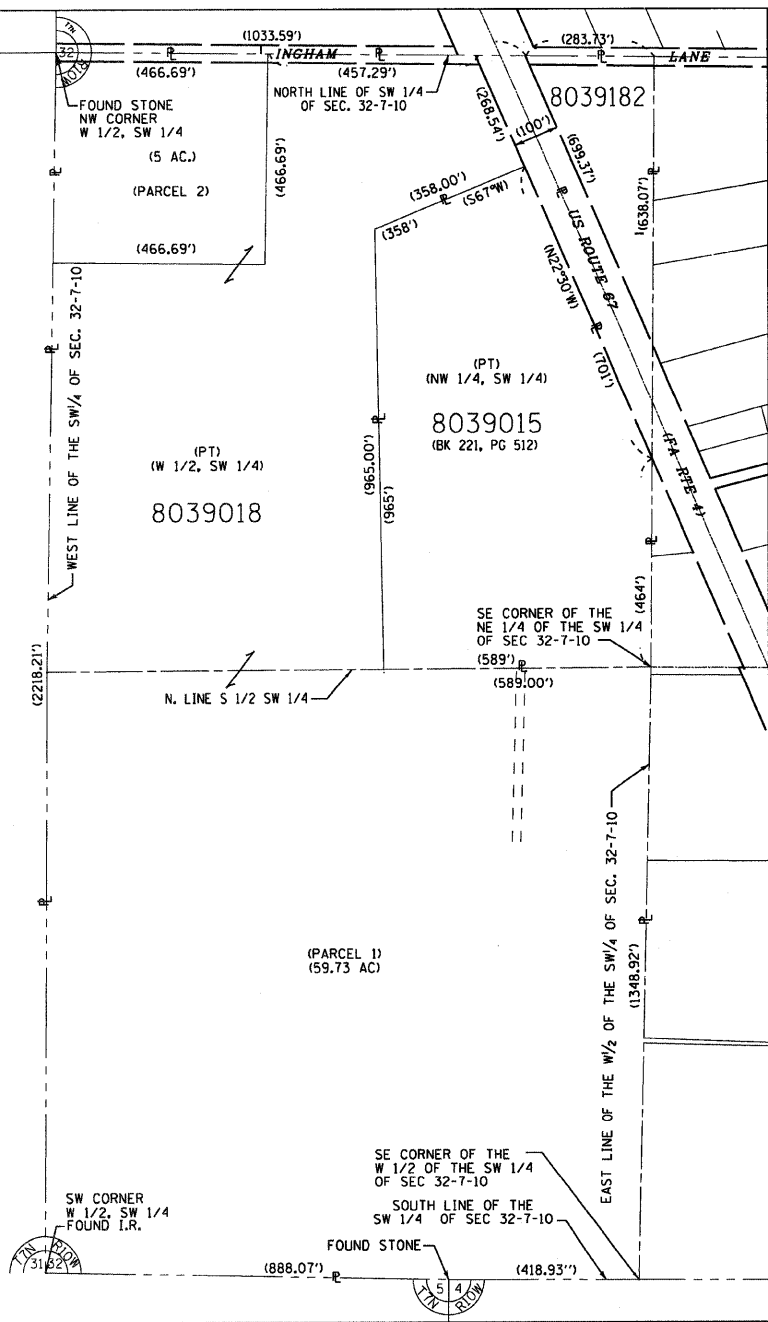 (1033.59')
INGHAM
(283.73')
LANE
T7N
32
R10W
(466.69')
(457.29')
NORTH LINE OF SW 1/4
OF SEC. 32-7-10
8039182
FOUND STONE
NW CORNER
W 1/2, SW 1/4
(268.54')
(100')
(5 AC.)
(PARCEL 2)
(466.69')
(699.37')
(358.00')
(S67°W)
(358')
(638.07')
(466.69')
US ROUTE 67
(N22°30'W)
(701')
WEST LINE OF THE SW1/4 OF SEC. 32-7-10
(PT)
(NW 1/4, SW 1/4)
8039015
(BK 221, PG 512)
(PT)
(W 1/2, SW 1/4)
8039018
(965.00')
(965')
(FA RTE 4)
(464')
SE CORNER OF THE
NE 1/4 OF THE SW 1/4
OF SEC 32-7-10
(589')
(589.00')
(2218.21')
N. LINE S 1/2 SW 1/4
EAST LINE OF THE W1/2 OF THE SW1/4 OF SEC. 32-7-10
(PARCEL 1)
(59.73 AC)
(1348.92')
SE CORNER OF THE
W 1/2 OF THE SW 1/4
OF SEC 32-7-10
SW CORNER
W 1/2, SW 1/4
FOUND I.R.
SOUTH LINE OF THE
SW 1/4 OF SEC 32-7-10
FOUND STONE
T7N R10W
31 32
(888.07')
(418.93'')
5 4
T7N R10W